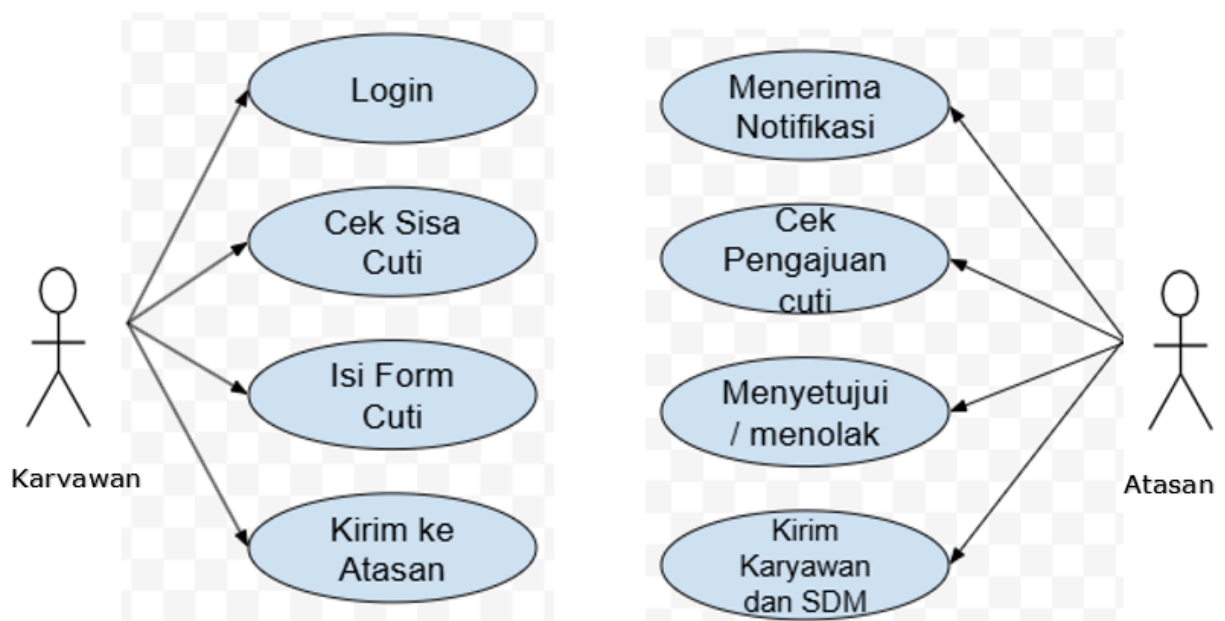 Login
Cek Sisa
Cuti
Isi Form
Cuti
Kirim ke
Atasan
Karyawan
Menerima
Notifikasi
Cek
Pengajuan
cuti
Menyetujui
/ menolak
Kirim
Karyawan
dan SDM
Atasan